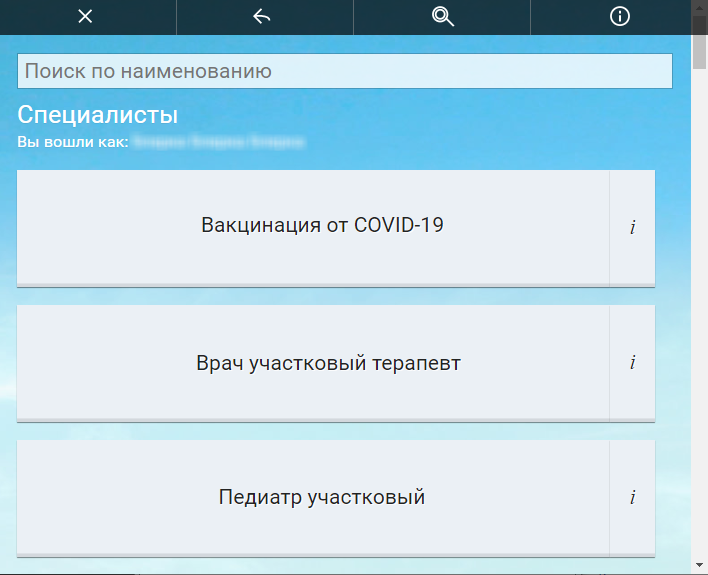 Поиск по наименованию
Специалисты
Вы вошли как:
Вакцинация от COVID-19
i
Врач участковый терапевт
i
Педиатр участковый
i